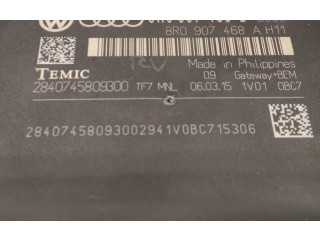 8R0 907 468 A H11
TEMIC
Made in Philippines
09 Gateway+BEM
2840745809300 TF7 MNL 06.03.15 1V01 0BC7
28407458093002941V0BC715306